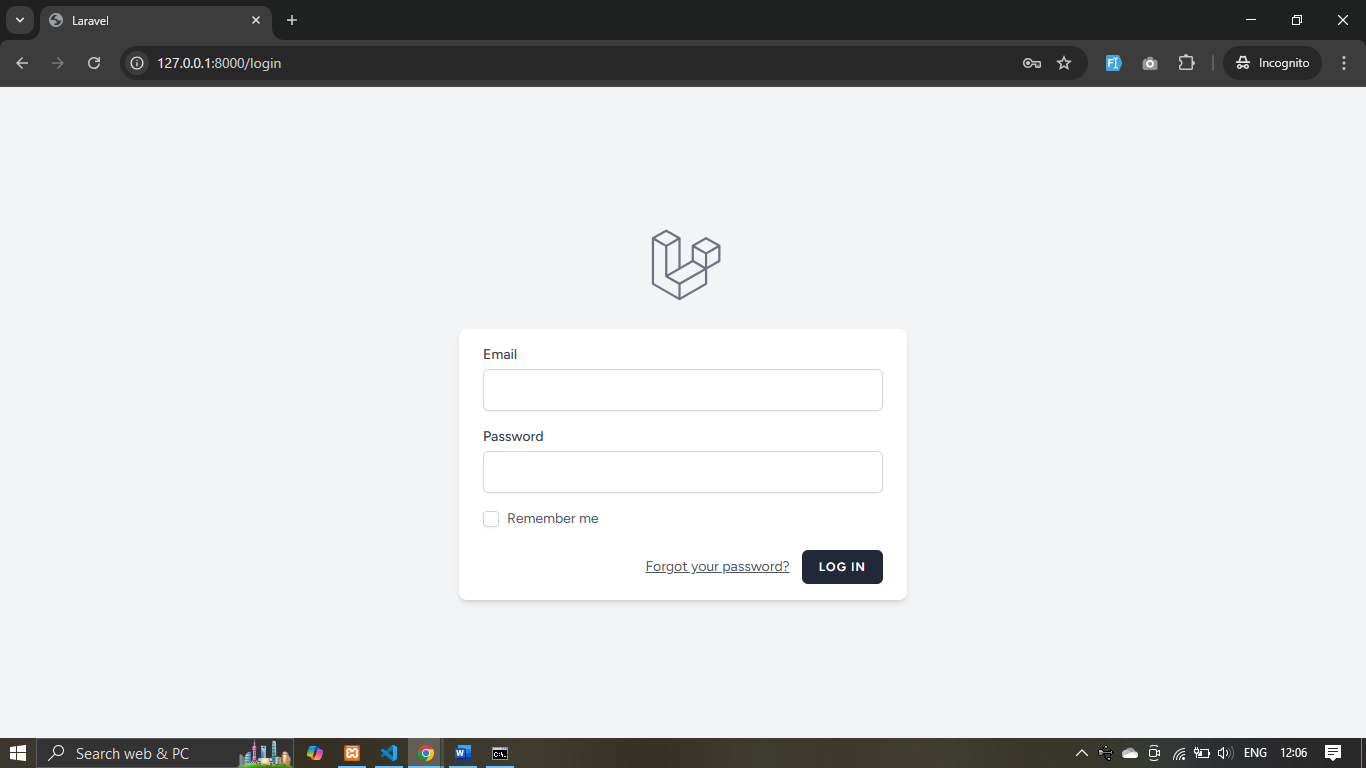 Laravel
127.0.0.1:8000/login
Incognito
Email
Password
Remember me
Forgot your password? LOG IN
Search web & PC
ENG 12:06